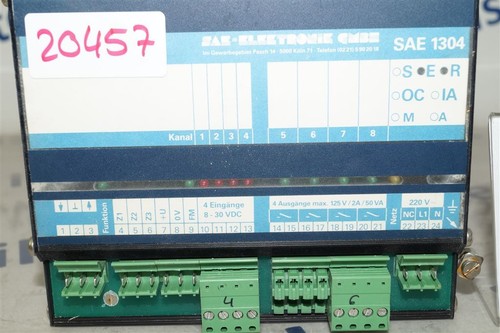 20457
SAE-ELEKTRONIK GMBH
SAE 1304
S E R
OC IA
M A
Kanal 1 2 3 4 5 6 7 8
Funktion Z1 Z2 Z3 +U 0V FM 4 Eingänge
8 - 30 VDC
4 Ausgänge max. 125 V / 2A / 50 VA
Netz 220 V~
NC L1 N
1 2 3 4 5 6 7 8 9 10 11 12 13 14 15 16 17 18 19 20 21 22 23 24
4 6